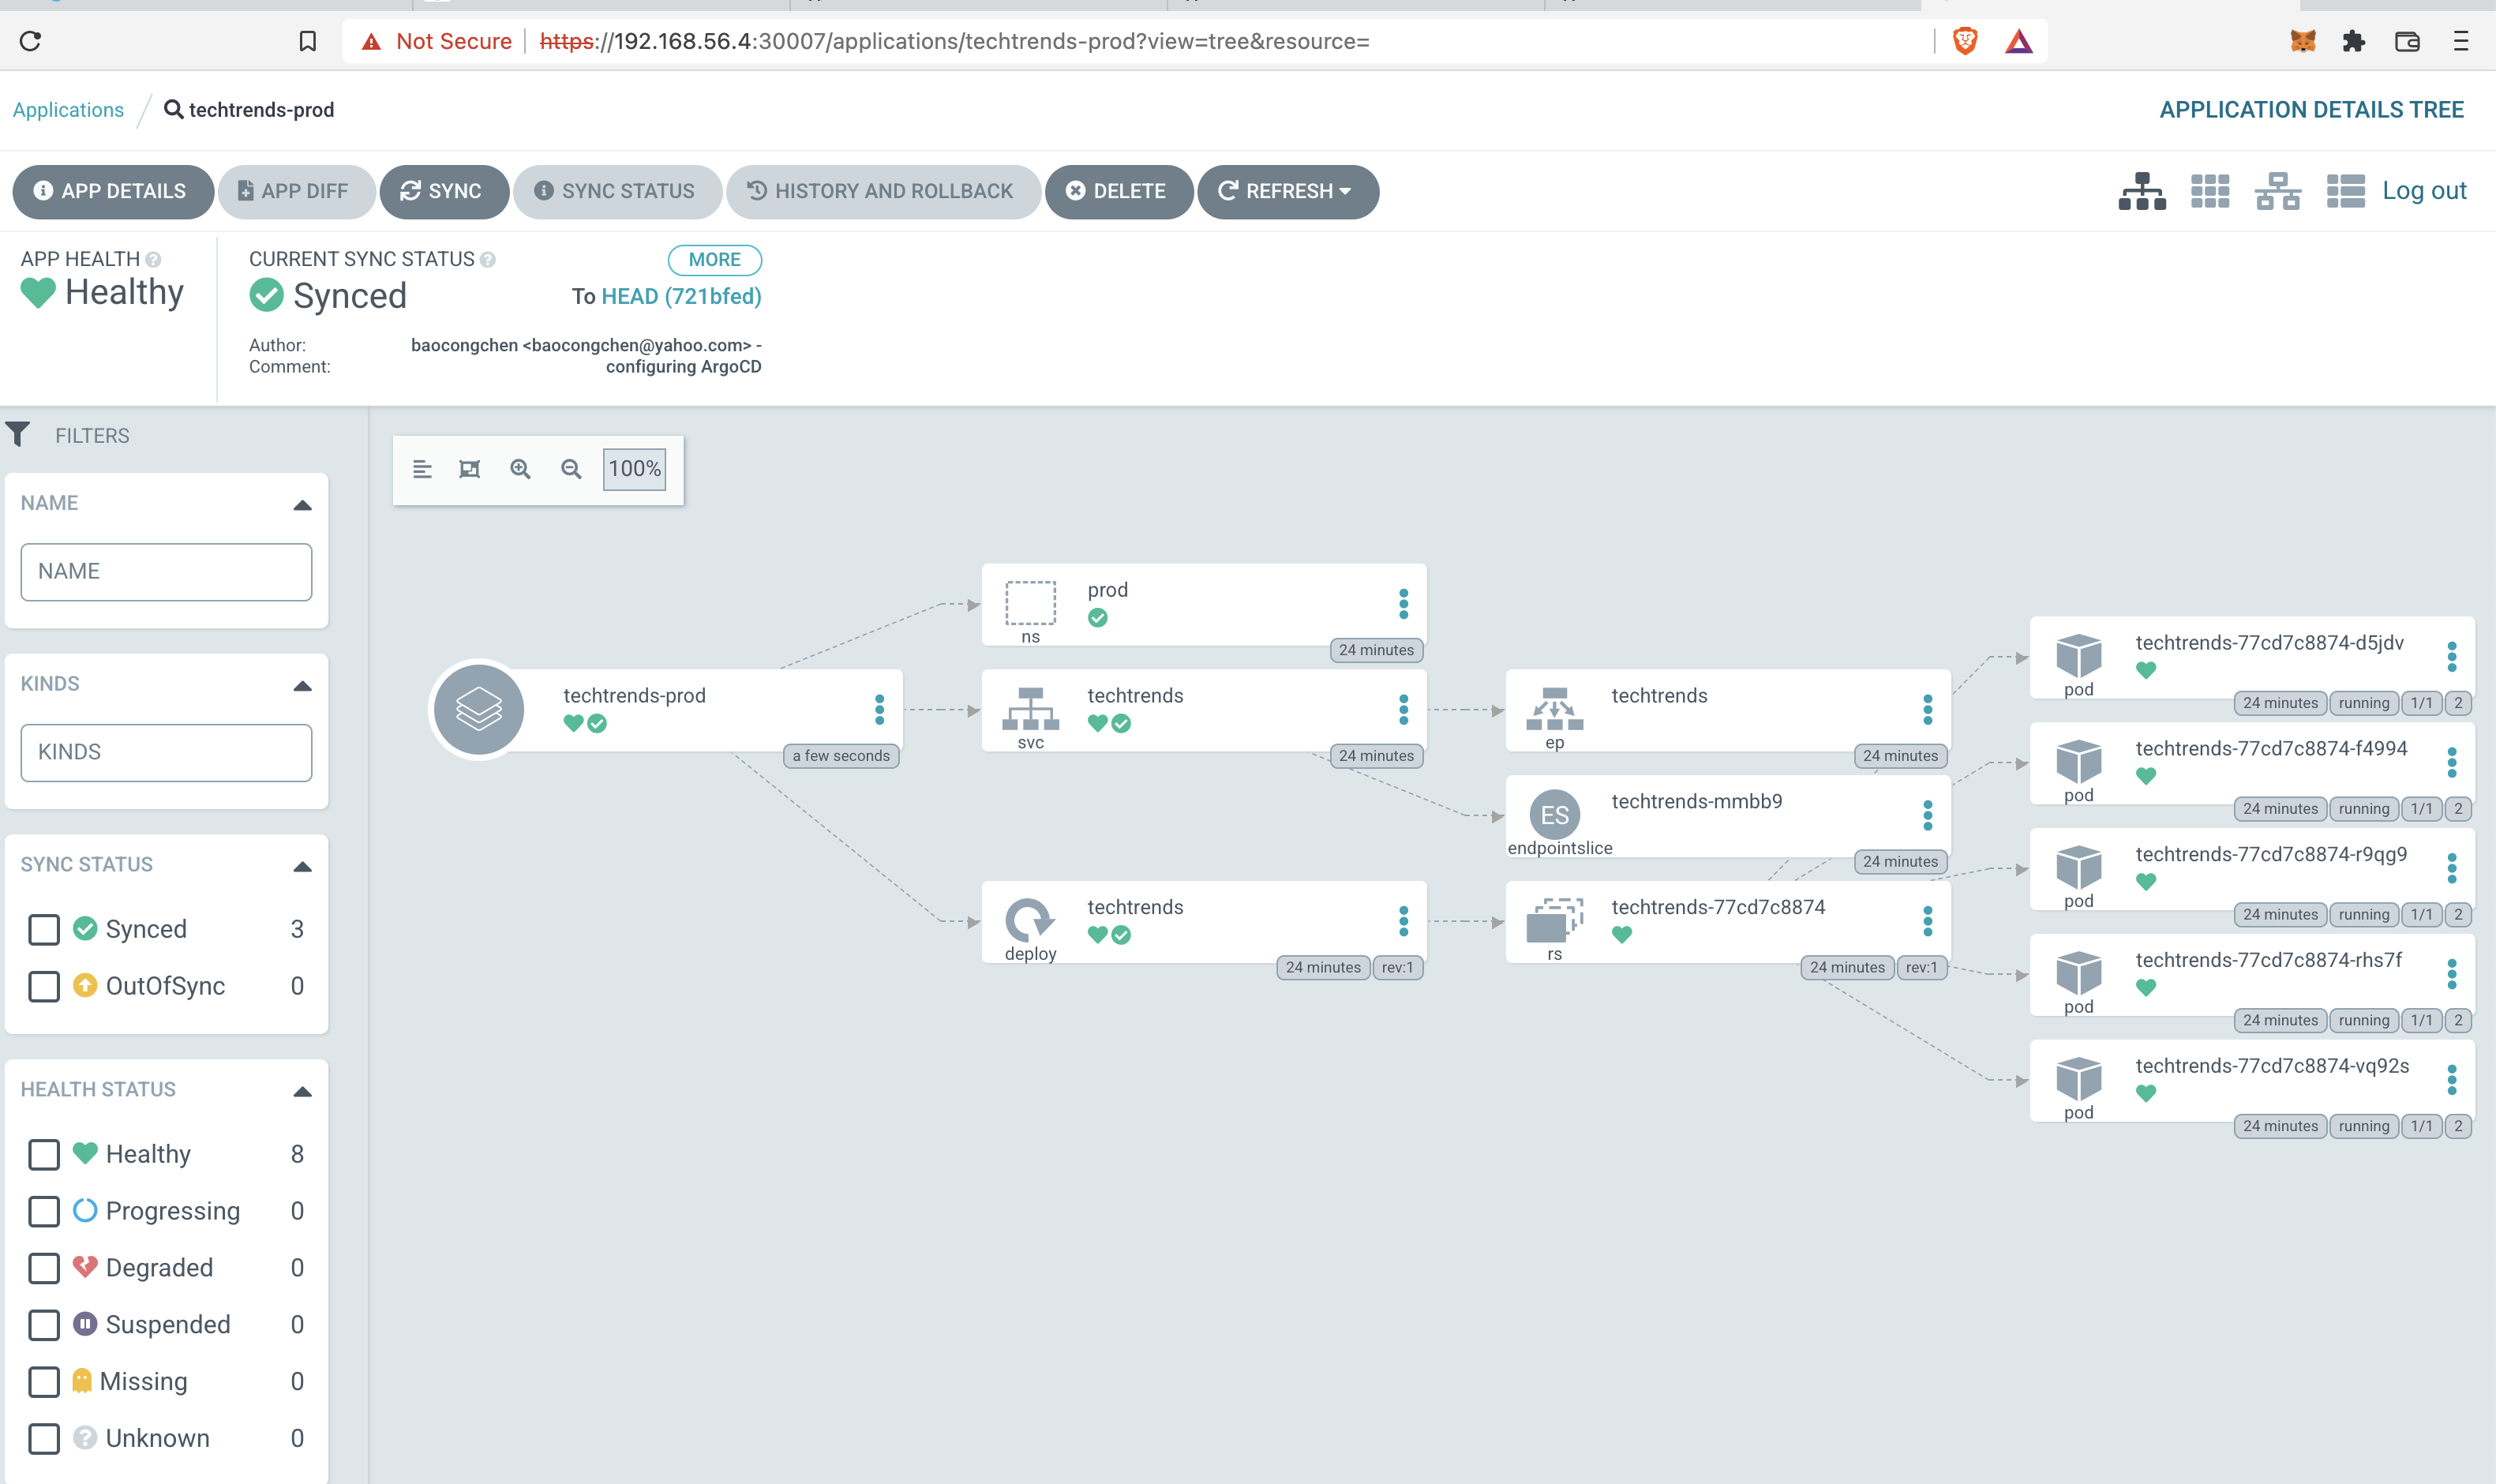 Not Secure https://192.168.56.4:30007/applications/techtrends-prod?view=tree&resource=
Applications / techtrends-prod APPLICATION DETAILS TREE
APP DETAILS APP DIFF SYNC SYNC STATUS HISTORY AND ROLLBACK DELETE REFRESH Log out
APP HEALTH
Healthy
CURRENT SYNC STATUS MORE
Synced To HEAD (721bfed)
Author: baocongchen <baocongchen@yahoo.com> -
Comment: configuring ArgoCD
FILTERS
NAME
NAME
KINDS
KINDS
SYNC STATUS
Synced 3
OutOfSync 0
HEALTH STATUS
Healthy 8
Progressing 0
Degraded 0
Suspended 0
Missing 0
Unknown 0
100%
techtrends-prod
a few seconds
prod
ns
24 minutes
techtrends
svc
24 minutes
techtrends
deploy
24 minutes rev:1
techtrends
ep
24 minutes
ES
techtrends-mmbb9
endpointslice
24 minutes
techtrends-77cd7c8874
rs
24 minutes rev:1
techtrends-77cd7c8874-d5jdv
pod
24 minutes running 1/1 2
techtrends-77cd7c8874-f4994
pod
24 minutes running 1/1 2
techtrends-77cd7c8874-r9qg9
pod
24 minutes running 1/1 2
techtrends-77cd7c8874-rhs7f
pod
24 minutes running 1/1 2
techtrends-77cd7c8874-vq92s
pod
24 minutes running 1/1 2